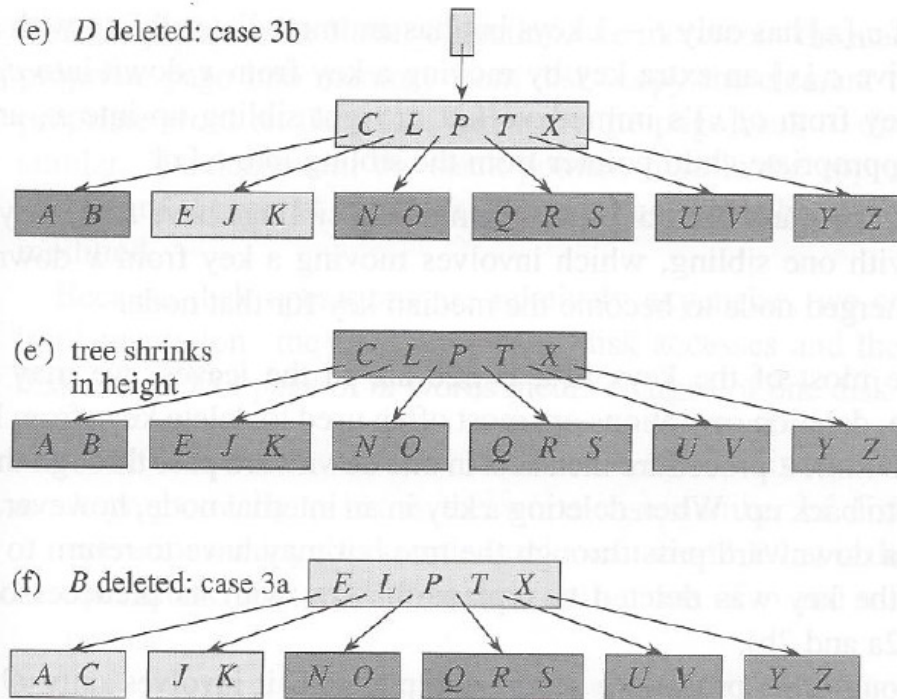 (e) D deleted: case 3b
C L P T X
A B E J K N O Q R S U V Y Z
(e′) tree shrinks
in height
C L P T X
A B E J K N O Q R S U V Y Z
(f) B deleted: case 3a
E L P T X
A C J K N O Q R S U V Y Z